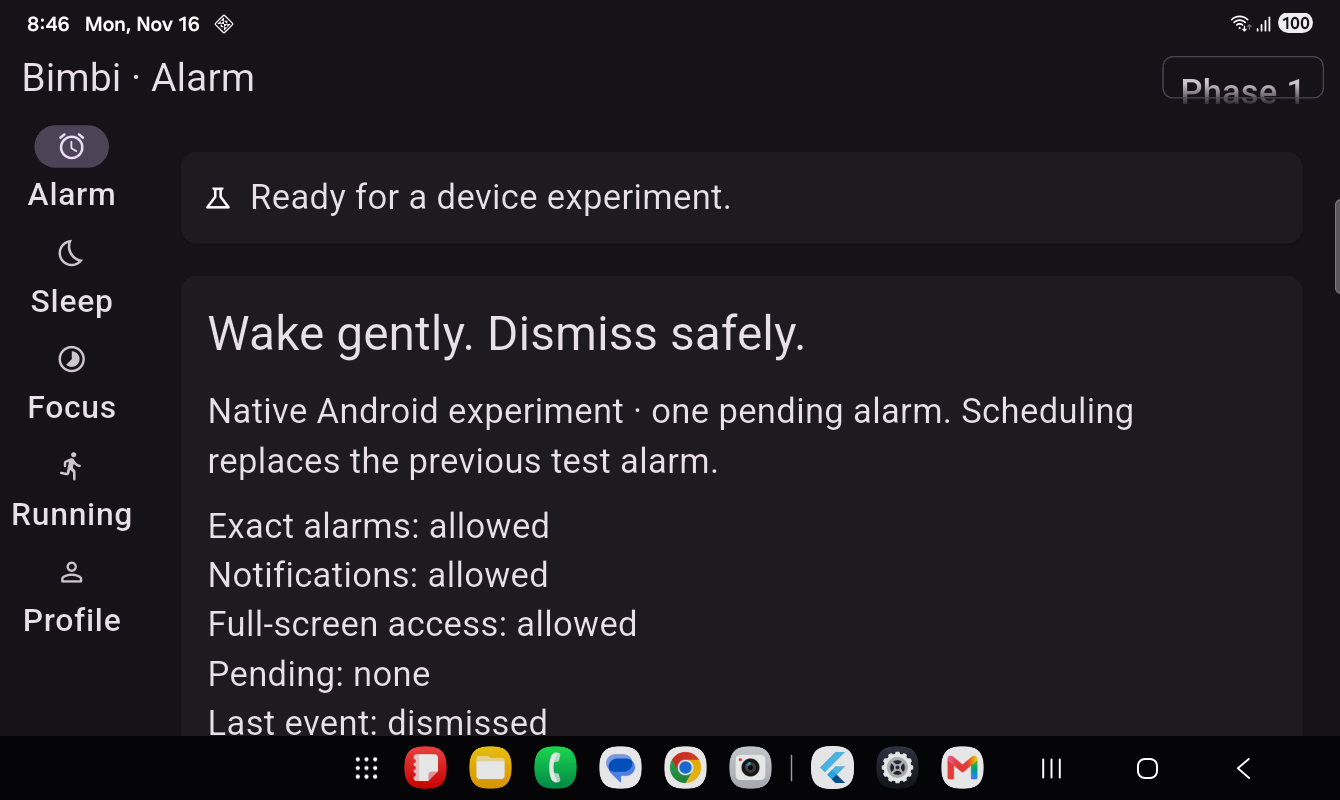 8:46 Mon, Nov 16
100
Bimbi · Alarm
Phase 1
Alarm
Sleep
Focus
Running
Profile
Ready for a device experiment.
Wake gently. Dismiss safely.
Native Android experiment · one pending alarm. Scheduling
replaces the previous test alarm.
Exact alarms: allowed
Notifications: allowed
Full-screen access: allowed
Pending: none
Last event: dismissed